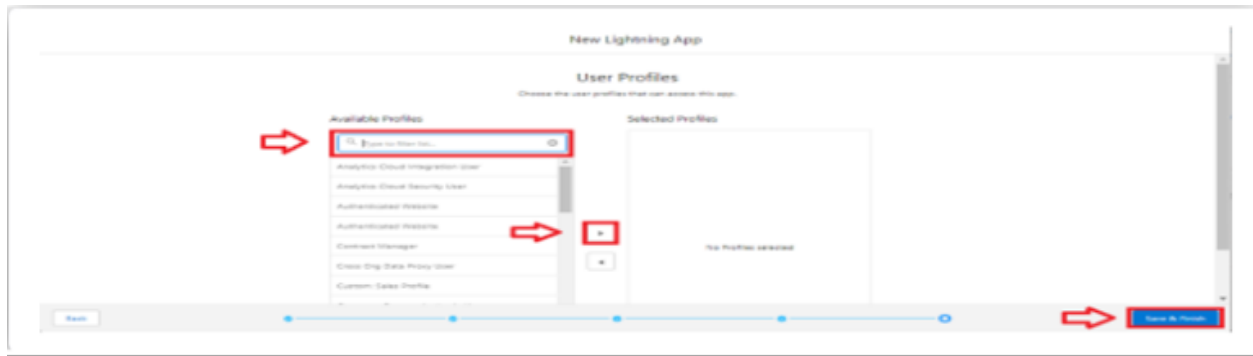 New Lightning App
User Profiles
Choose the user profiles that can access this app.
Available Profiles
Selected Profiles
Type to filter list...
Analytics Cloud Integration User
Analytics Cloud Security User
Authenticated Website
Authenticated Website
Contract Manager
No Profiles selected
Cross Org Data Proxy User
Custom: Sales Profile
Back
Save & Finish